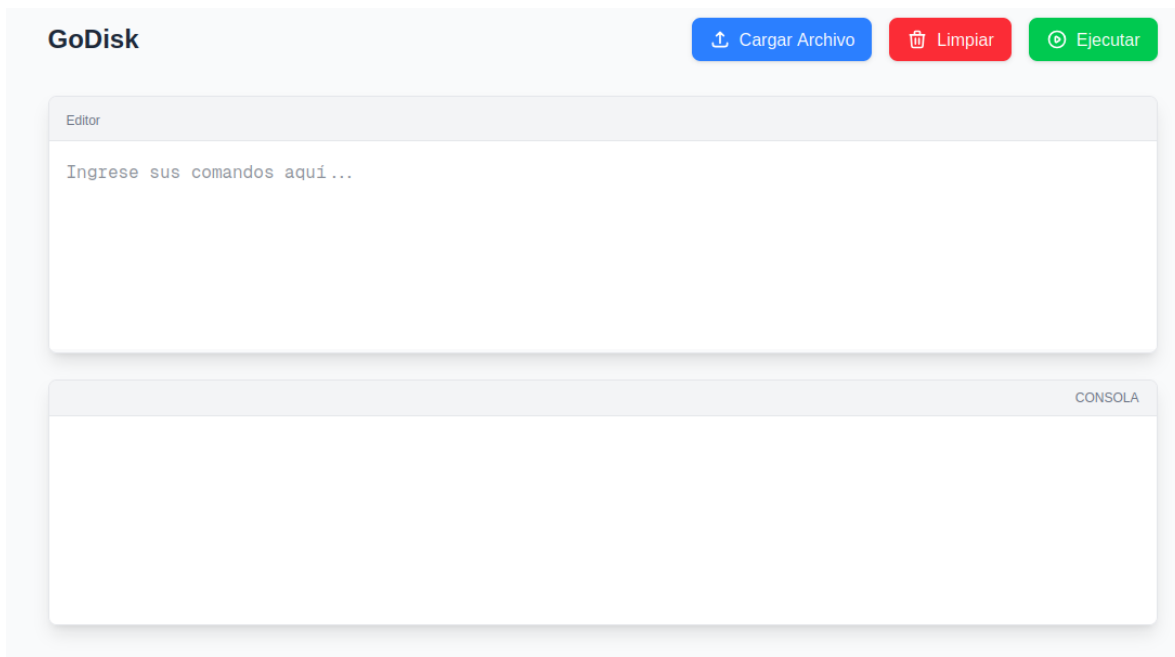 GoDisk
Cargar Archivo
Limpiar
Ejecutar
Editor
Ingrese sus comandos aquí...
CONSOLA